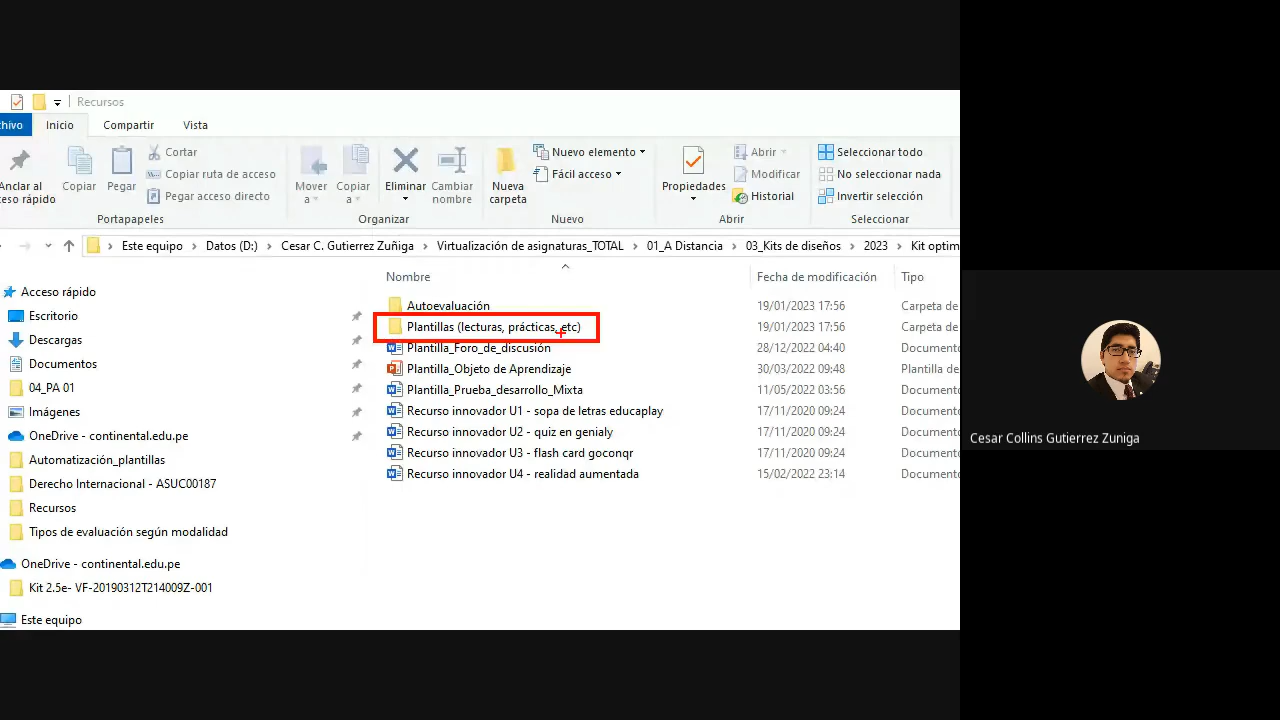 Recursos
chivo Inicio Compartir Vista
Anclar al
eso rápido
Copiar
Pegar
Cortar
Copiar ruta de acceso
Pegar acceso directo
Portapapeles
Mover
a
Copiar
a
Eliminar
Cambiar
nombre
Organizar
Nueva
carpeta
Nuevo elemento
Fácil acceso
Nuevo
Propiedades
Abrir
Modificar
Historial
Abrir
Seleccionar todo
No seleccionar nada
Invertir selección
Seleccionar
Este equipo > Datos (D:) > Cesar C. Gutierrez Zuñiga > Virtualización de asignaturas_TOTAL > 01_A Distancia > 03_Kits de diseños > 2023 > Kit optim
Acceso rápido
Escritorio
Descargas
Documentos
04_PA 01
Imágenes
OneDrive - continental.edu.pe
Automatización_plantillas
Derecho Internacional - ASUC00187
Recursos
Tipos de evaluación según modalidad
OneDrive - continental.edu.pe
Kit 2.5e- VF-20190312T214009Z-001
Este equipo
Nombre Fecha de modificación Tipo
Autoevaluación 19/01/2023 17:56 Carpeta de
Plantillas (lecturas, prácticas, etc) 19/01/2023 17:56 Carpeta de
Plantilla_Foro_de_discusión 28/12/2022 04:40 Documento
Plantilla_Objeto de Aprendizaje 30/03/2022 09:48 Plantilla de
Plantilla_Prueba_desarrollo_Mixta 11/05/2022 03:56 Documento
Recurso innovador U1 - sopa de letras educaplay 17/11/2020 09:24 Documento
Recurso innovador U2 - quiz en genialy 17/11/2020 09:24 Documento
Recurso innovador U3 - flash card goconqr 17/11/2020 09:24 Documento
Recurso innovador U4 - realidad aumentada 15/02/2022 23:14 Documento
Cesar Collins Gutierrez Zuniga